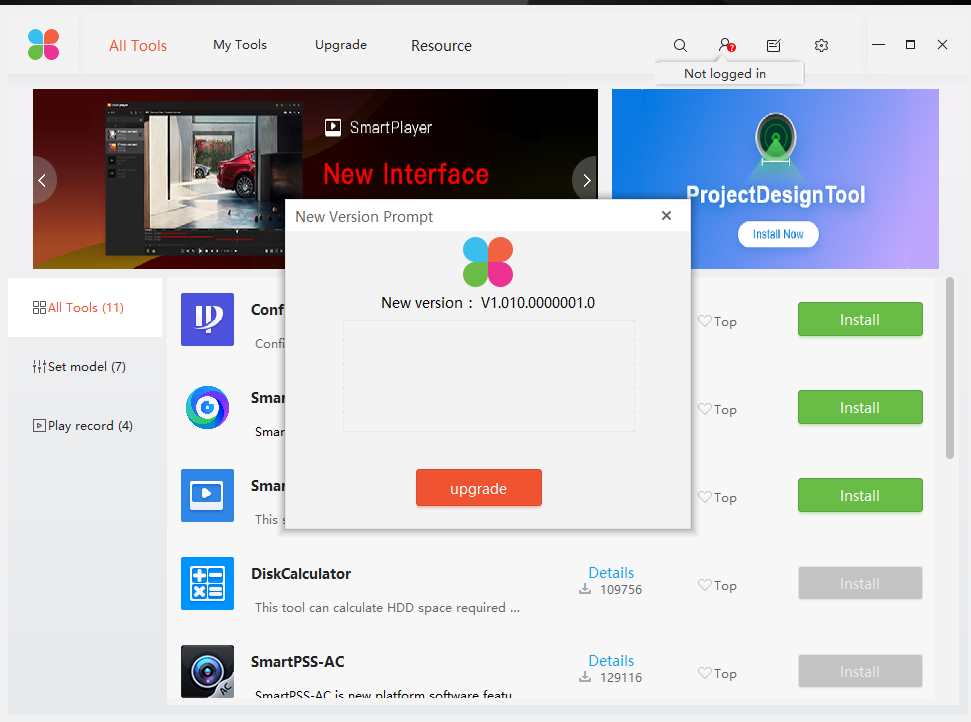 All Tools
My Tools
Upgrade
Resource
?
Not logged in
SmartPlayer
New Interface
ProjectDesignTool
Install Now
New Version Prompt
New version： V1.010.0000001.0
upgrade
All Tools (11)
Set model (7)
Play record (4)
Conf
Confi
Top
Install
Smar
Smar
Top
Install
Smar
This s
Top
Install
DiskCalculator
This tool can calculate HDD space required ...
Details
109756
Top
Install
AC
SmartPSS-AC
SmartPSS-AC is new platform software featu
Details
129116
Top
Install